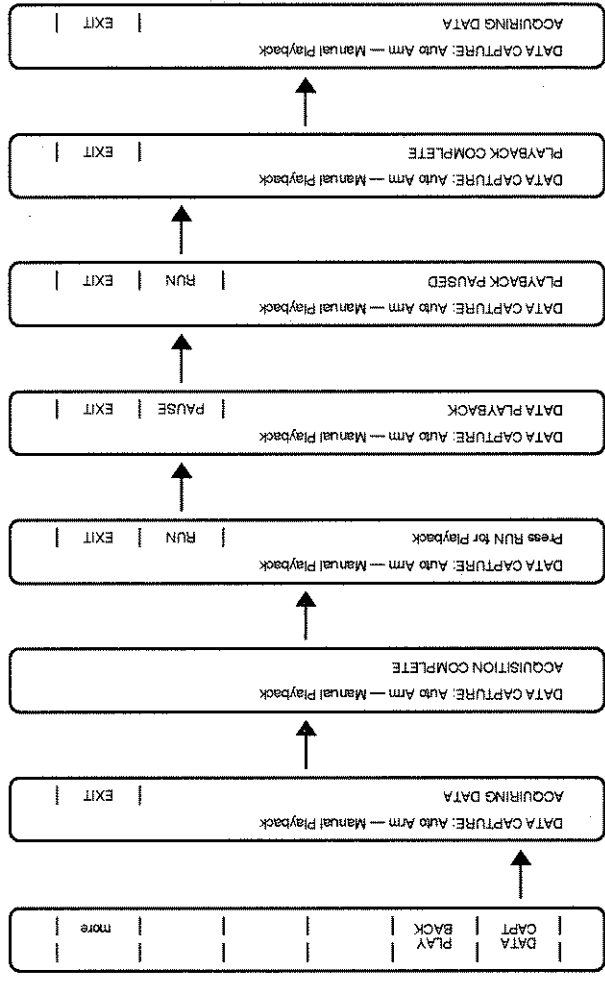 DATA PLAY
CAPT BACK more
DATA CAPTURE: Auto Arm — Manual Playback
ACQUIRING DATA EXIT
DATA CAPTURE: Auto Arm — Manual Playback
ACQUISITION COMPLETE
DATA CAPTURE: Auto Arm — Manual Playback
Press RUN for Playback RUN EXIT
DATA CAPTURE: Auto Arm — Manual Playback
DATA PLAYBACK PAUSE EXIT
DATA CAPTURE: Auto Arm — Manual Playback
PLAYBACK PAUSED RUN EXIT
DATA CAPTURE: Auto Arm — Manual Playback
PLAYBACK COMPLETE EXIT
DATA CAPTURE: Auto Arm — Manual Playback
ACQUIRING DATA EXIT